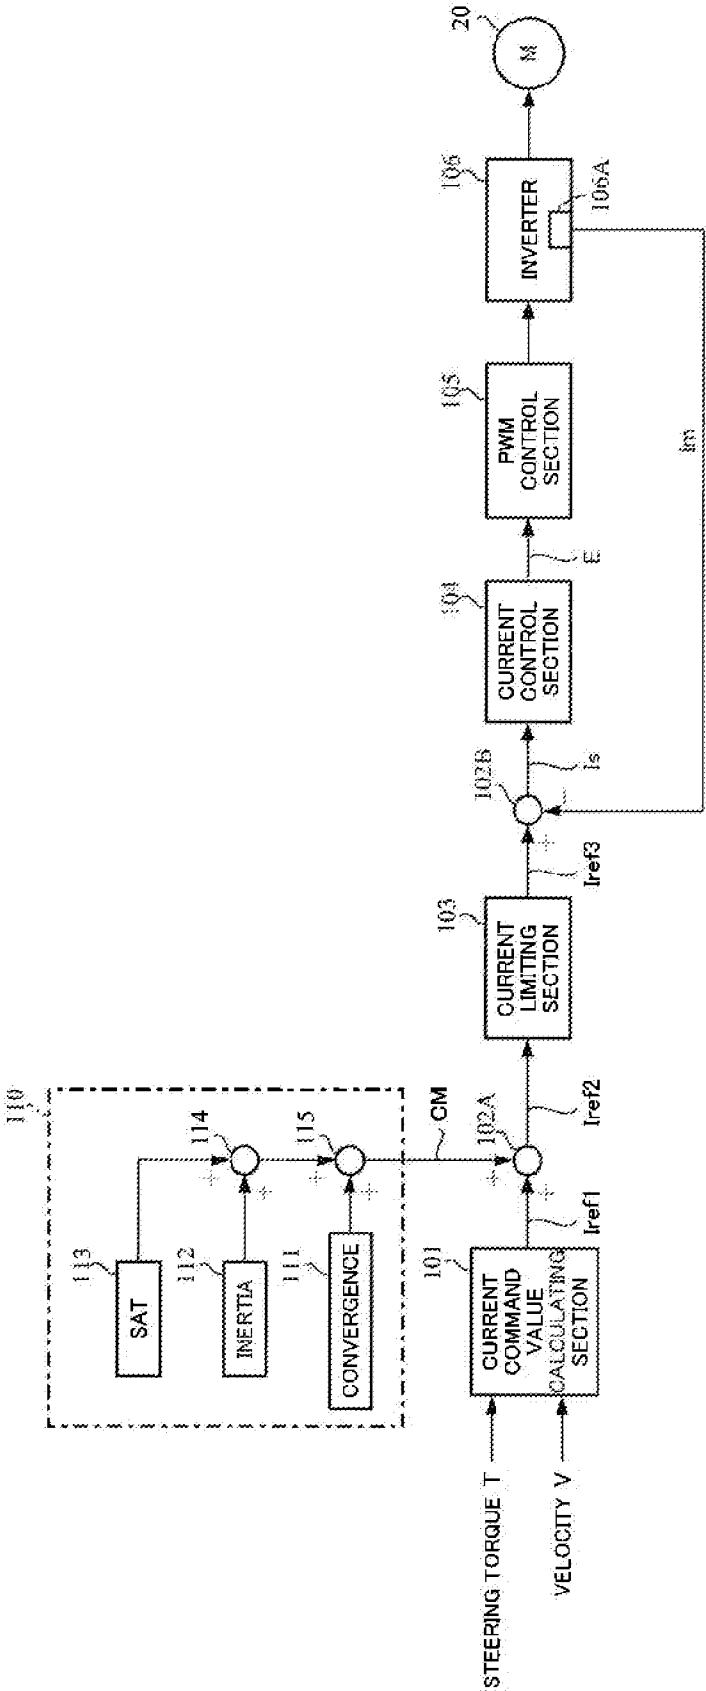 110
113
SAT
114
112
INERTIA
115
111
CONVERGENCE
CM
STEERING TORQUE T
VELOCITY V
101
CURRENT
COMMAND
VALUE
CALCULATING
SECTION
Iref1
102A
+
+
+
+
+
+
Iref2
103
CURRENT
LIMITING
SECTION
Iref3
+
-
102B
Is
104
CURRENT
CONTROL
SECTION
E
105
PWM
CONTROL
SECTION
106
INVERTER
106A
Im
20
M